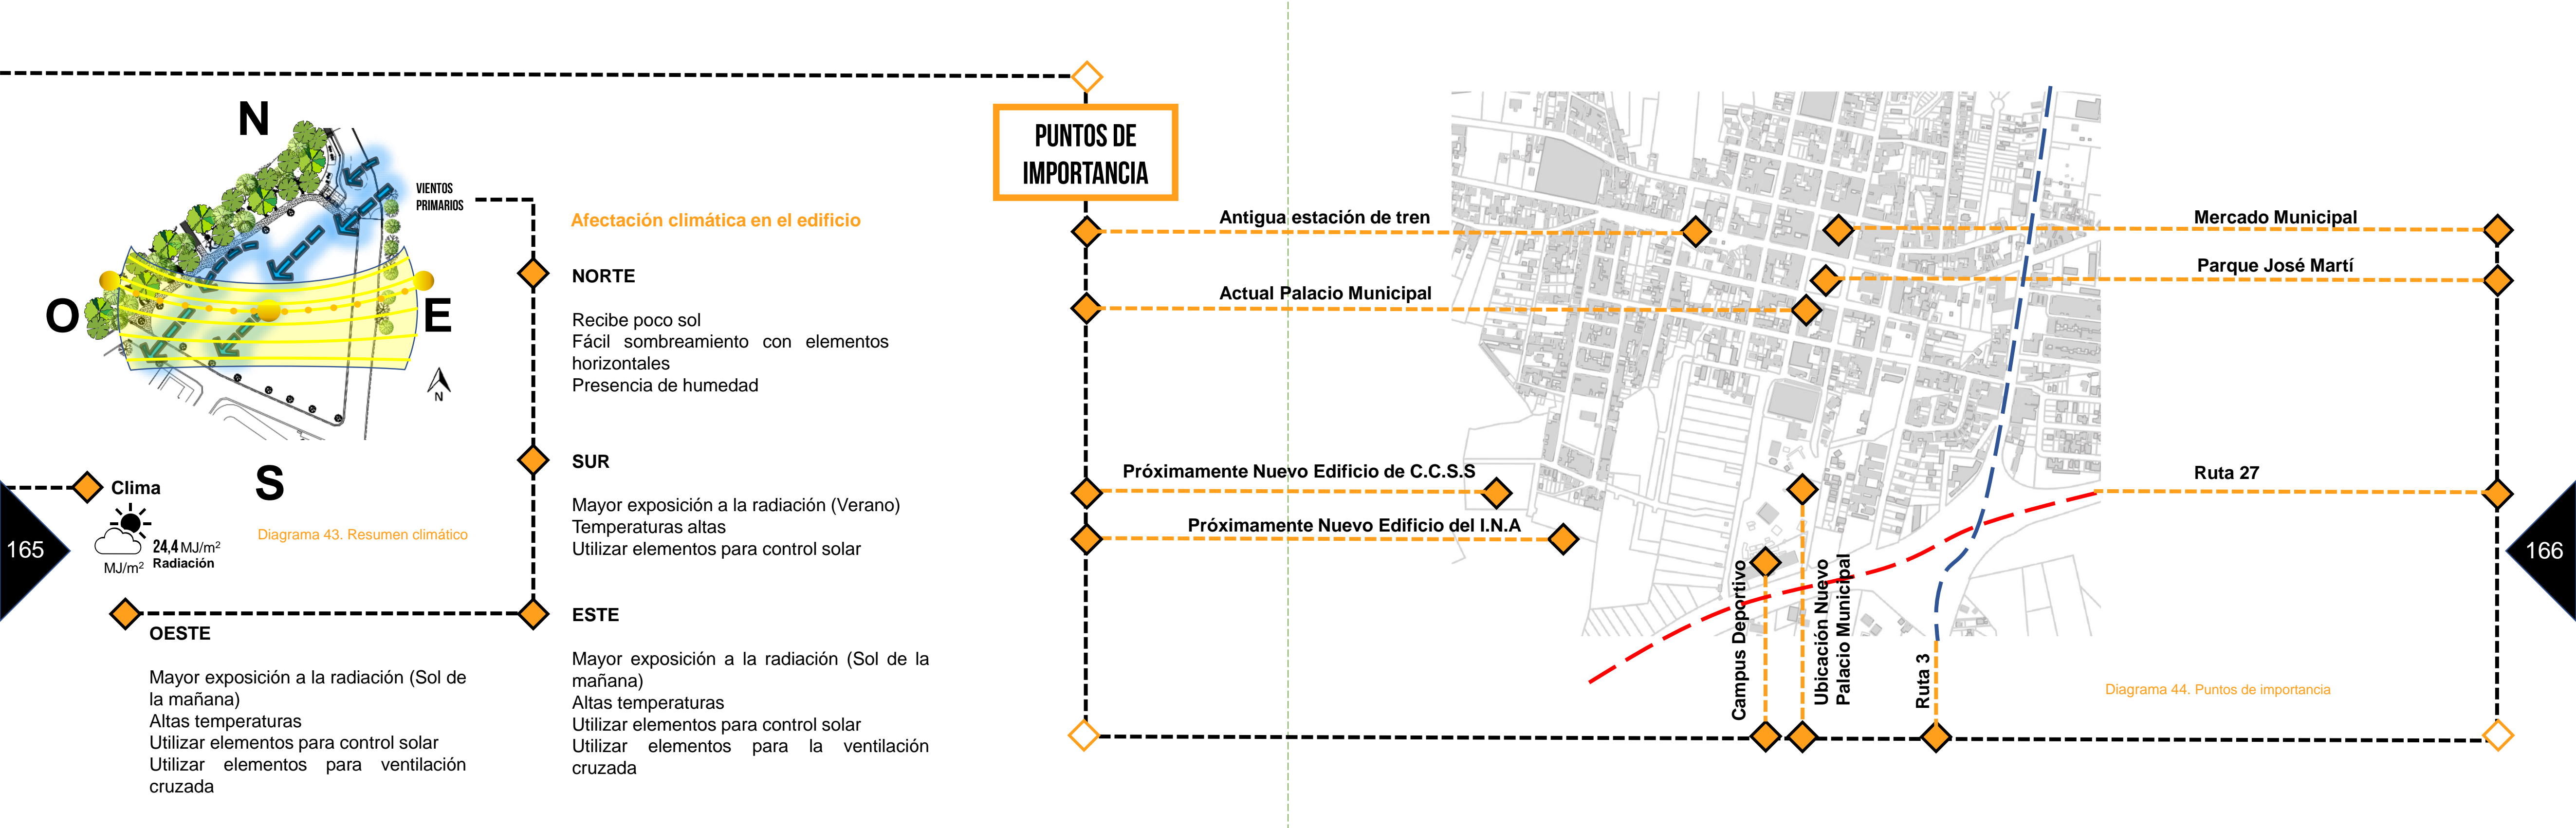 N
O
E
S
N
VIENTOS
PRIMARIOS
Clima
24,4 MJ/m²
Radiación
MJ/m²
Diagrama 43. Resumen climático
165
Afectación climática en el edificio
NORTE
Recibe poco sol
Fácil sombreamiento con elementos
horizontales
Presencia de humedad
SUR
Mayor exposición a la radiación (Verano)
Temperaturas altas
Utilizar elementos para control solar
ESTE
Mayor exposición a la radiación (Sol de la
mañana)
Altas temperaturas
Utilizar elementos para control solar
Utilizar elementos para la ventilación
cruzada
OESTE
Mayor exposición a la radiación (Sol de
la mañana)
Altas temperaturas
Utilizar elementos para control solar
Utilizar elementos para ventilación
cruzada
PUNTOS DE
IMPORTANCIA
Antigua estación de tren
Actual Palacio Municipal
Próximamente Nuevo Edificio de C.C.S.S
Próximamente Nuevo Edificio del I.N.A
Campus Deportivo
Ubicación Nuevo
Palacio Municipal
Ruta 3
Mercado Municipal
Parque José Martí
Ruta 27
Diagrama 44. Puntos de importancia
166